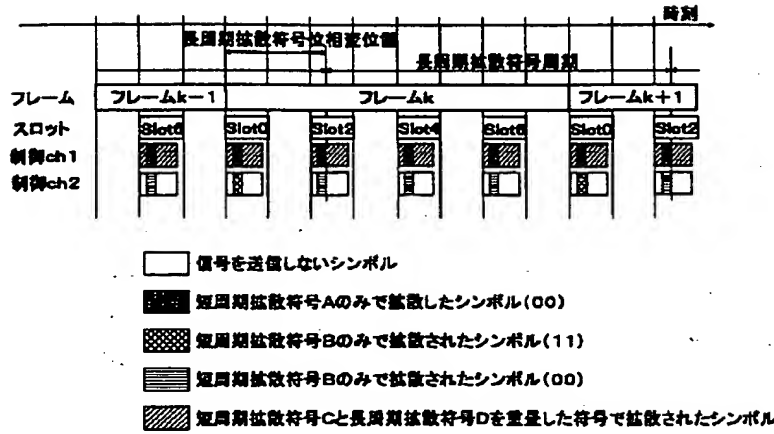 時刻
長周期拡散符号位相変位幅
長周期拡散符号周期
フレーム フレームk-1 フレームk フレームk+1
スロット Slot6 Slot0 Slot2 Slot4 Slot6 Slot0 Slot2
制御ch1
制御ch2
信号を送信しないシンボル
短周期拡散符号Aのみで拡散したシンボル(00)
短周期拡散符号Bのみで拡散されたシンボル(11)
短周期拡散符号Bのみで拡散されたシンボル(00)
短周期拡散符号Cと長周期拡散符号Dを重畳した符号で拡散されたシンボル